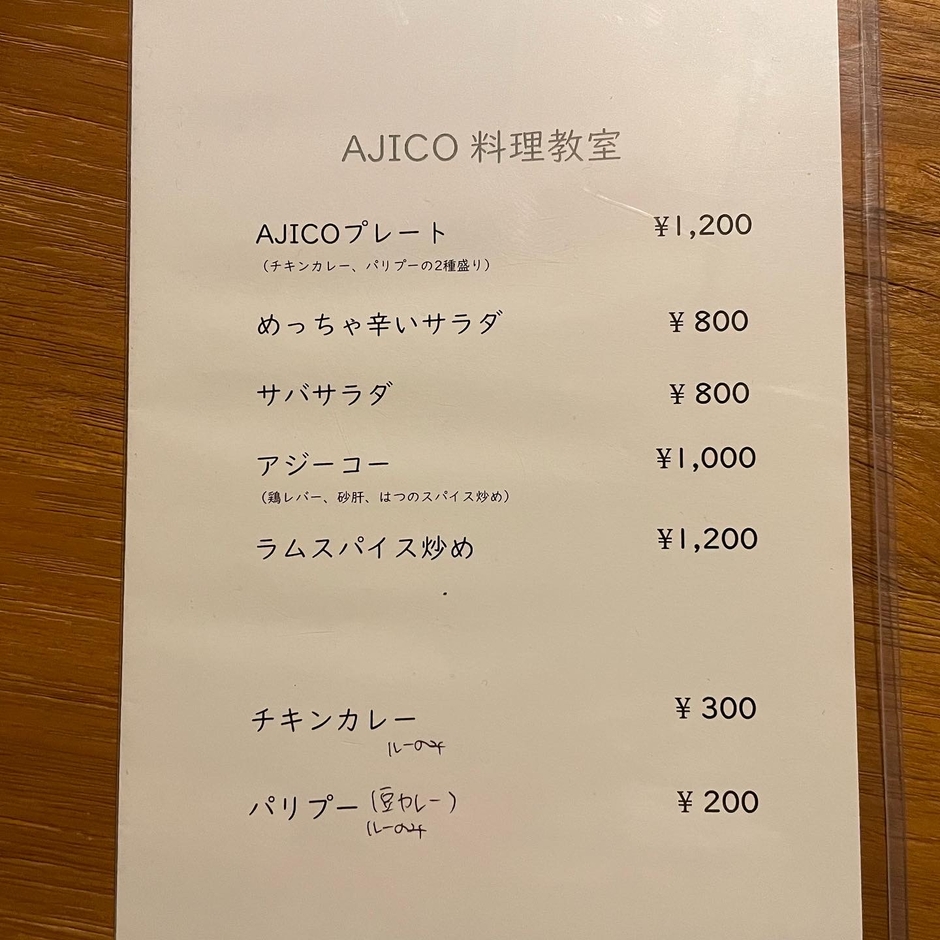 AJICO 料理教室
AJICOプレート ¥1,200
（チキンカレー、パリプーの2種盛り）
めっちゃ辛いサラダ ¥ 800
サバサラダ ¥ 800
アジーコー ¥1,000
（鶏レバー、砂肝、はつのスパイス炒め）
ラムスパイス炒め ¥1,200
チキンカレー ¥ 300
ルーのみ
パリプー（豆カレー） ¥ 200
ルーのみ